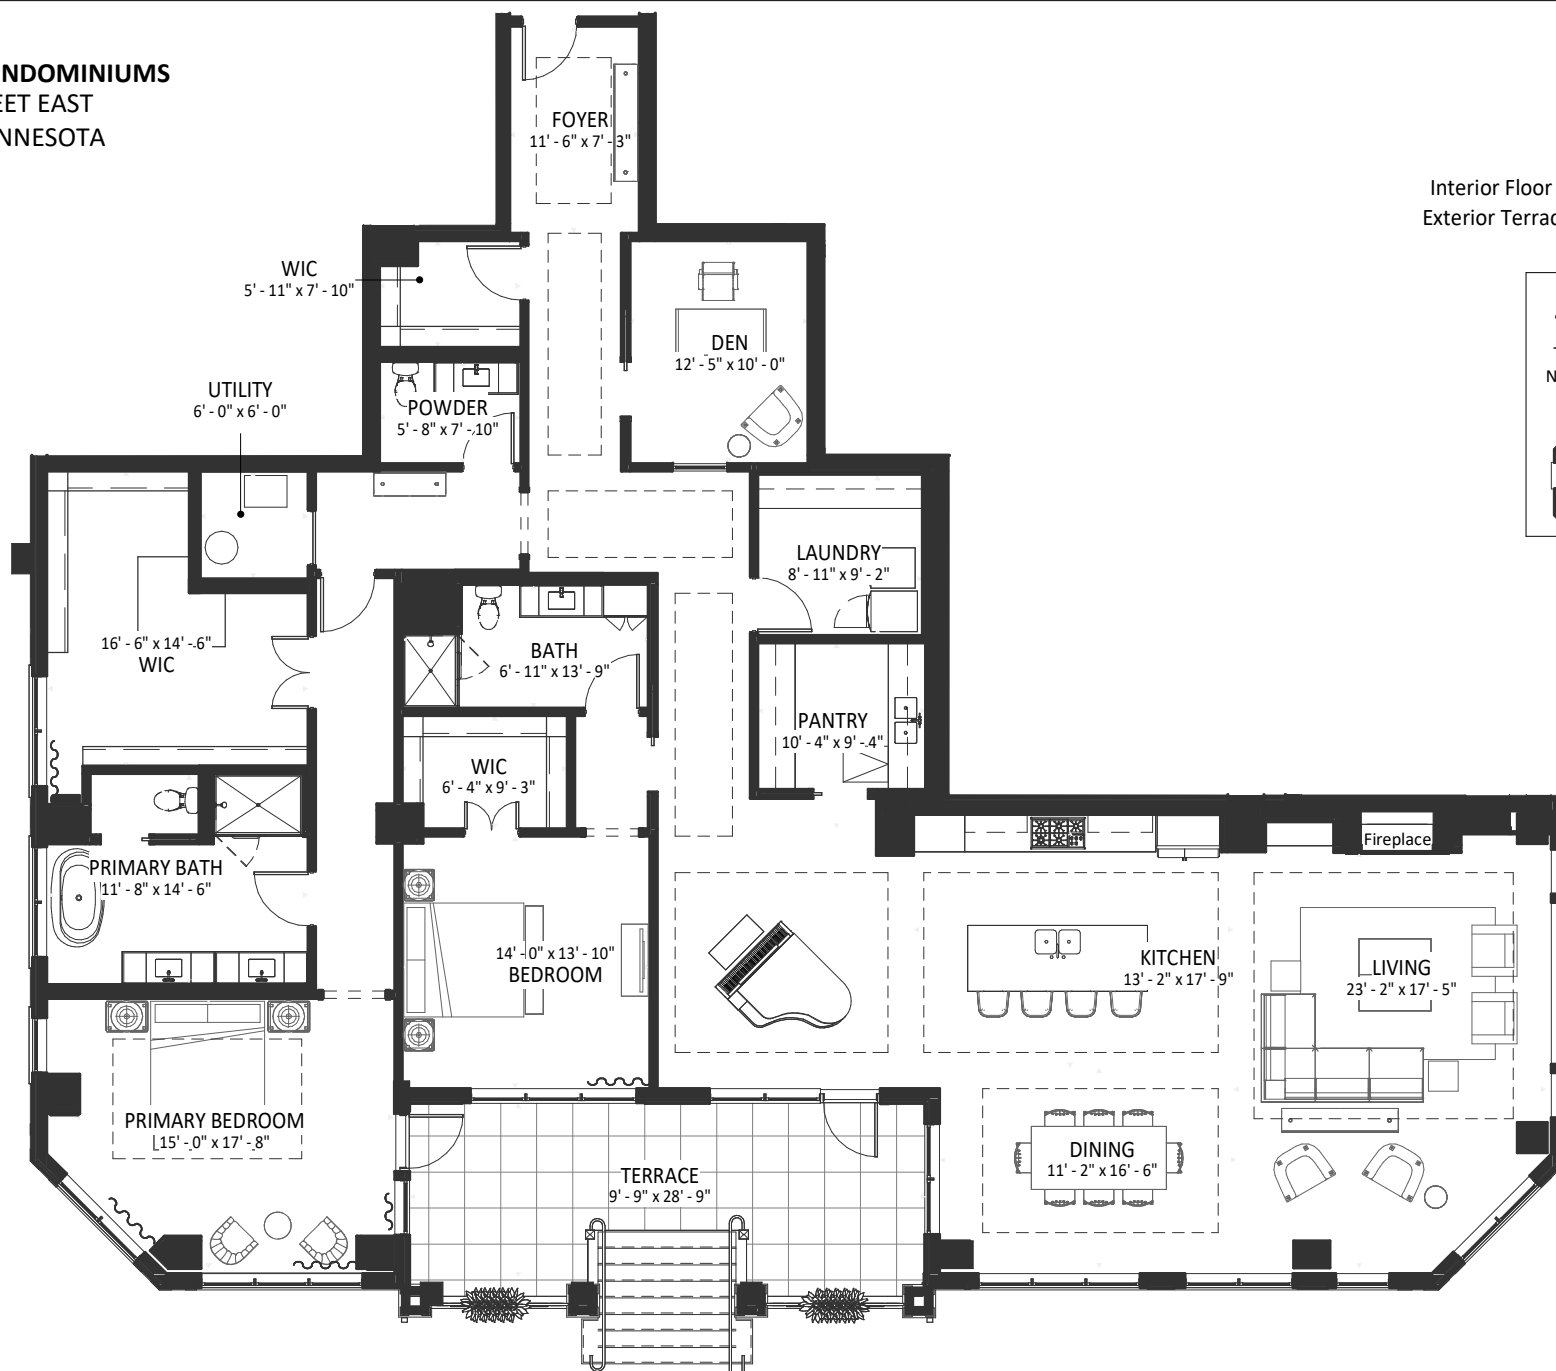 NDOMINIUMS
EET EAST
NNESOTA
Interior Floor
Exterior Terrac
FOYER
11' - 6" x 7' - 3"
WIC
5' - 11" x 7' - 10"
DEN
12' - 5" x 10' - 0"
N
UTILITY
6' - 0" x 6' - 0"
POWDER
5' - 8" x 7' - 10"
LAUNDRY
8' - 11" x 9' - 2"
16' - 6" x 14' - 6"
WIC
BATH
6' - 11" x 13' - 9"
PANTRY
10' - 4" x 9' - 4"
WIC
6' - 4" x 9' - 3"
Fireplace
PRIMARY BATH
11' - 8" x 14' - 6"
14' - 0" x 13' - 10"
BEDROOM
KITCHEN
13' - 2" x 17' - 9"
LIVING
23' - 2" x 17' - 5"
PRIMARY BEDROOM
15' - 0" x 17' - 8"
TERRACE
9' - 9" x 28' - 9"
DINING
11' - 2" x 16' - 6"